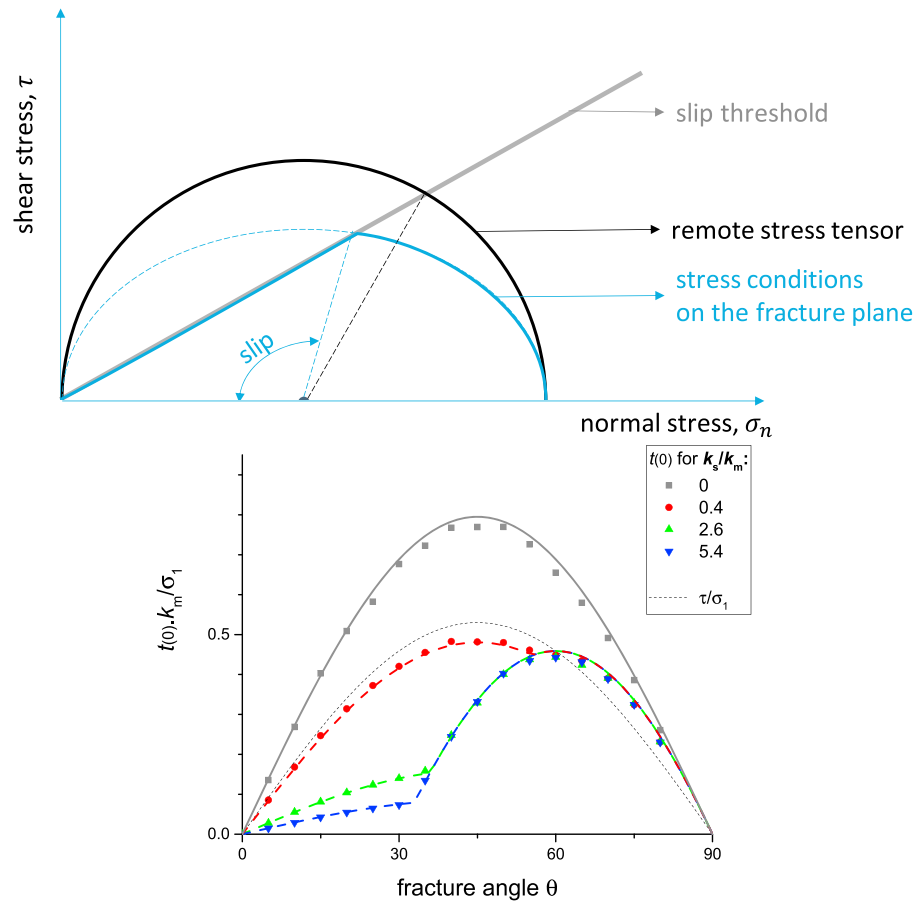 shear stress, τ
slip threshold
remote stress tensor
stress conditions
on the fracture plane
slip
normal stress, σₙ
t(0) for kₛ/kₘ:
0
0.4
2.6
5.4
τ/σ₁
t(0).kₘ/σ₁
0.5
0.0
0
30
60
90
fracture angle θ